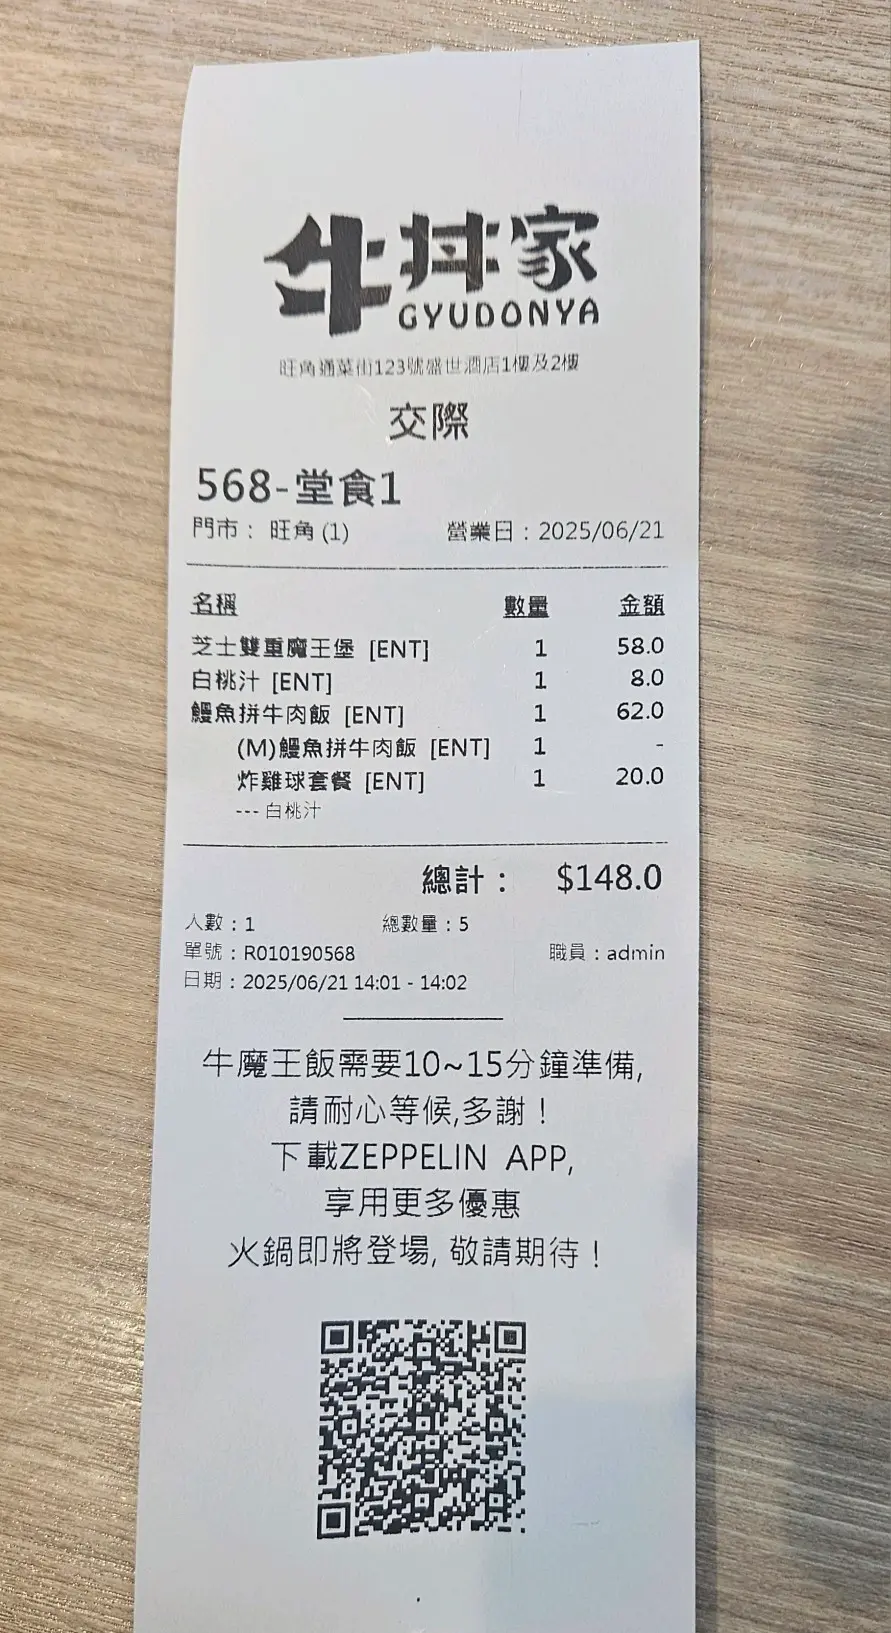 牛丼家
GYUDONYA
旺角通菜街123號盛世酒店1樓及2樓
交際
568-堂食1
門市： 旺角 (1) 營業日：2025/06/21
名稱 數量 金額
芝士雙重魔王堡 [ENT] 1 58.0
白桃汁 [ENT] 1 8.0
鰻魚拼牛肉飯 [ENT] 1 62.0
(M)鰻魚拼牛肉飯 [ENT] 1 -
炸雞球套餐 [ENT] 1 20.0
--- 白桃汁
總計： $148.0
人數：1 總數量：5
單號：R010190568 職員：admin
日期：2025/06/21 14:01 - 14:02
牛魔王飯需要10~15分鐘準備,
請耐心等候,多謝！
下載ZEPPELIN APP,
享用更多優惠
火鍋即將登場, 敬請期待！